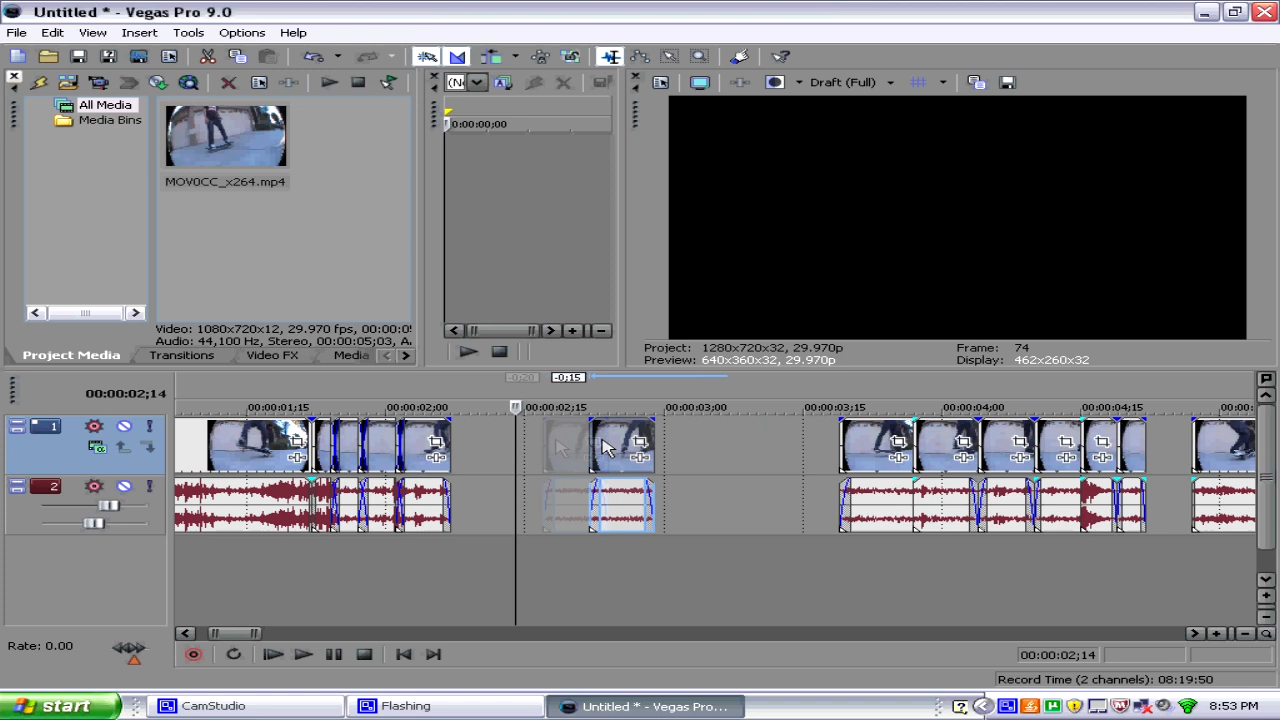 Untitled * - Vegas Pro 9.0
File Edit View Insert Tools Options Help
(N
Draft (Full)
All Media
Media Bins
0:00:00;00
MOV0CC_x264.mp4
Video: 1080x720x12, 29.970 fps, 00:00:0
Au 44,100 Hz, Stereo, 00:00:05;03, A
Project Media Transitions Video FX Media
Project: 1280x720x32, 29.970p Frame: 74
Preview: 640x360x32, 29.970p Display: 462x260x32
-0;20 -0;15
00:00:02;14
00:00:01;15 00:00:02;00 00:00:02;15 00:00:03;00 00:00:03;15 00:00:04;00 00:00:04;15 00:00:
1
2
Rate: 0.00
00:00:02;14
Record Time (2 channels): 08:19:50
start CamStudio Flashing Untitled * - Vegas Pro... 8:53 PM